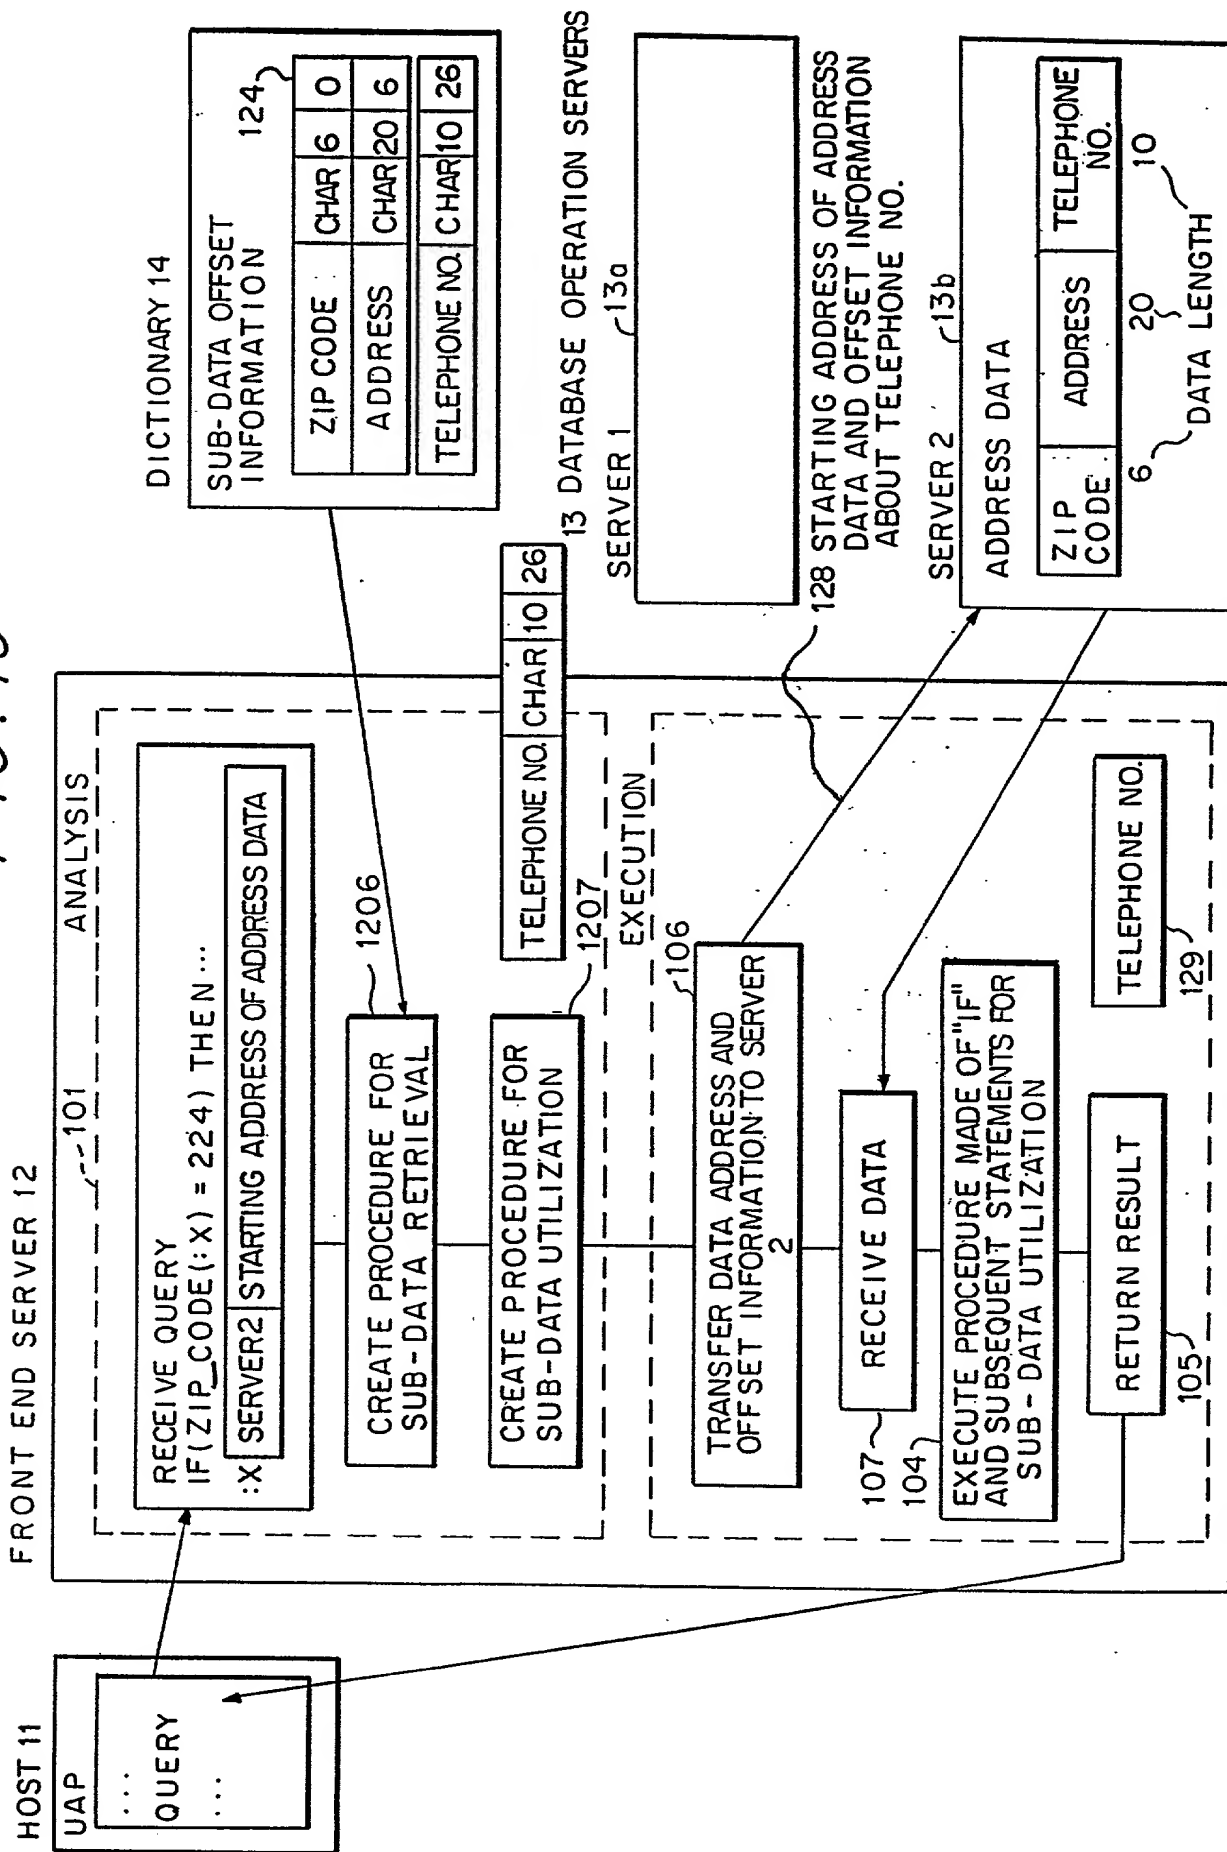 HOST 11
UAP
...
QUERY
...
FRONT END SERVER 12
101
ANALYSIS
RECEIVE QUERY
IF(ZIP_CODE(:X) = 224) THEN ...
:X SERVER2 STARTING ADDRESS OF ADDRESS DATA
1206
CREATE PROCEDURE FOR
SUB-DATA RETRIEVAL
CREATE PROCEDURE FOR
SUB-DATA UTILIZATION
1207
TELEPHONE NO. CHAR 10 26
EXECUTION
106
TRANSFER DATA ADDRESS AND
OFFSET INFORMATION TO SERVER
2
107
RECEIVE DATA
104
EXECUTE PROCEDURE MADE OF "IF"
AND SUBSEQUENT STATEMENTS FOR
SUB-DATA UTILIZATION
RETURN RESULT
105
TELEPHONE NO.
129
DICTIONARY 14
SUB-DATA OFFSET
INFORMATION
124
ZIP CODE CHAR 6 0
ADDRESS CHAR 20 6
TELEPHONE NO. CHAR 10 26
13 DATABASE OPERATION SERVERS
SERVER 1
13a
128 STARTING ADDRESS OF ADDRESS
DATA AND OFFSET INFORMATION
ABOUT TELEPHONE NO.
SERVER 2
13b
ADDRESS DATA
ZIP
CODE
ADDRESS
TELEPHONE
NO.
6 20 10
DATA LENGTH